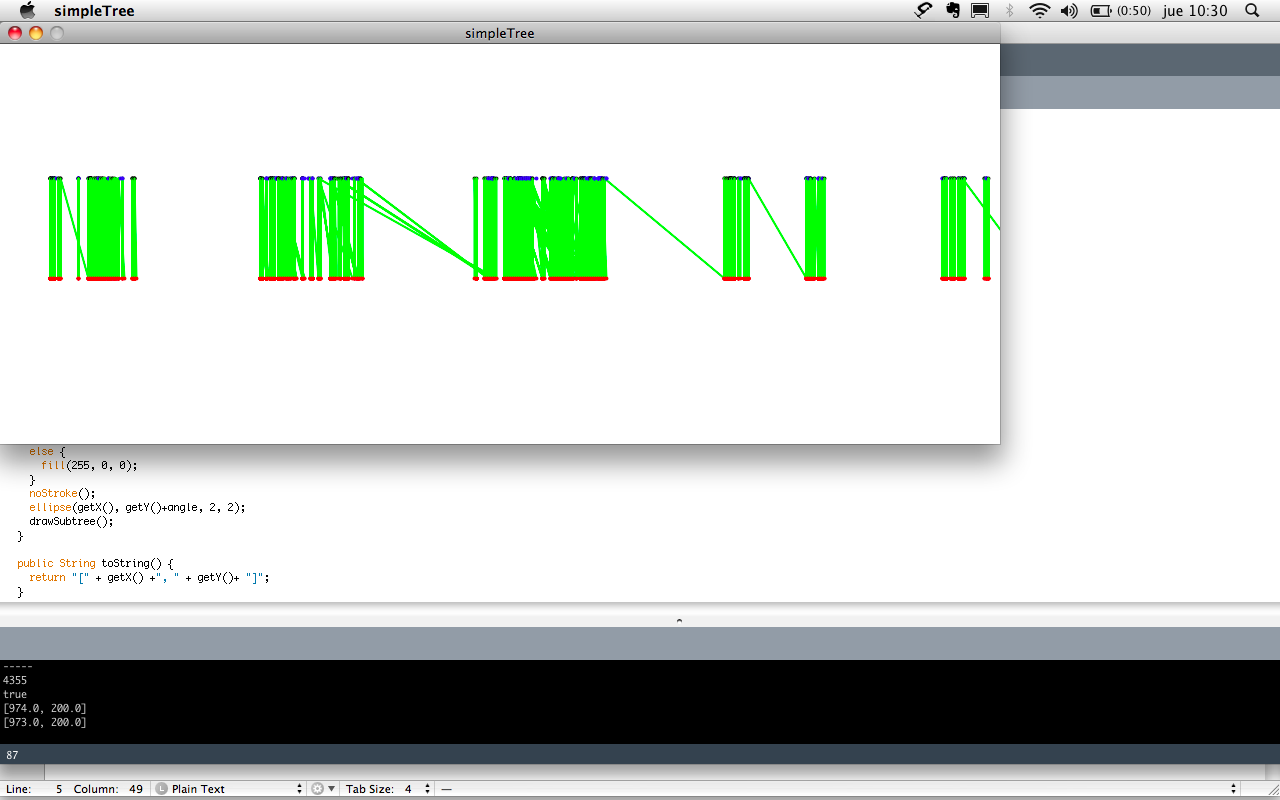 simpleTree
(0:50) jue 10:30
simpleTree
else {
fill(255, 0, 0);
}
noStroke();
ellipse(getX(), getY()+angle, 2, 2);
drawSubtree();
}
public String toString() {
return "[" + getX() +", " + getY()+ "]";
}
-----
4355
true
[974.0, 200.0]
[973.0, 200.0]
87
Line: 5 Column: 49 L Plain Text Tab Size: 4 —